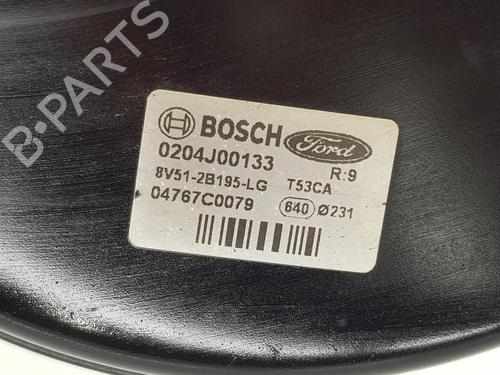 B-PARTS
BOSCH Ford
0204J00133 R:9
8V51-2B195-LG T53CA
04767C0079 640 Ø231